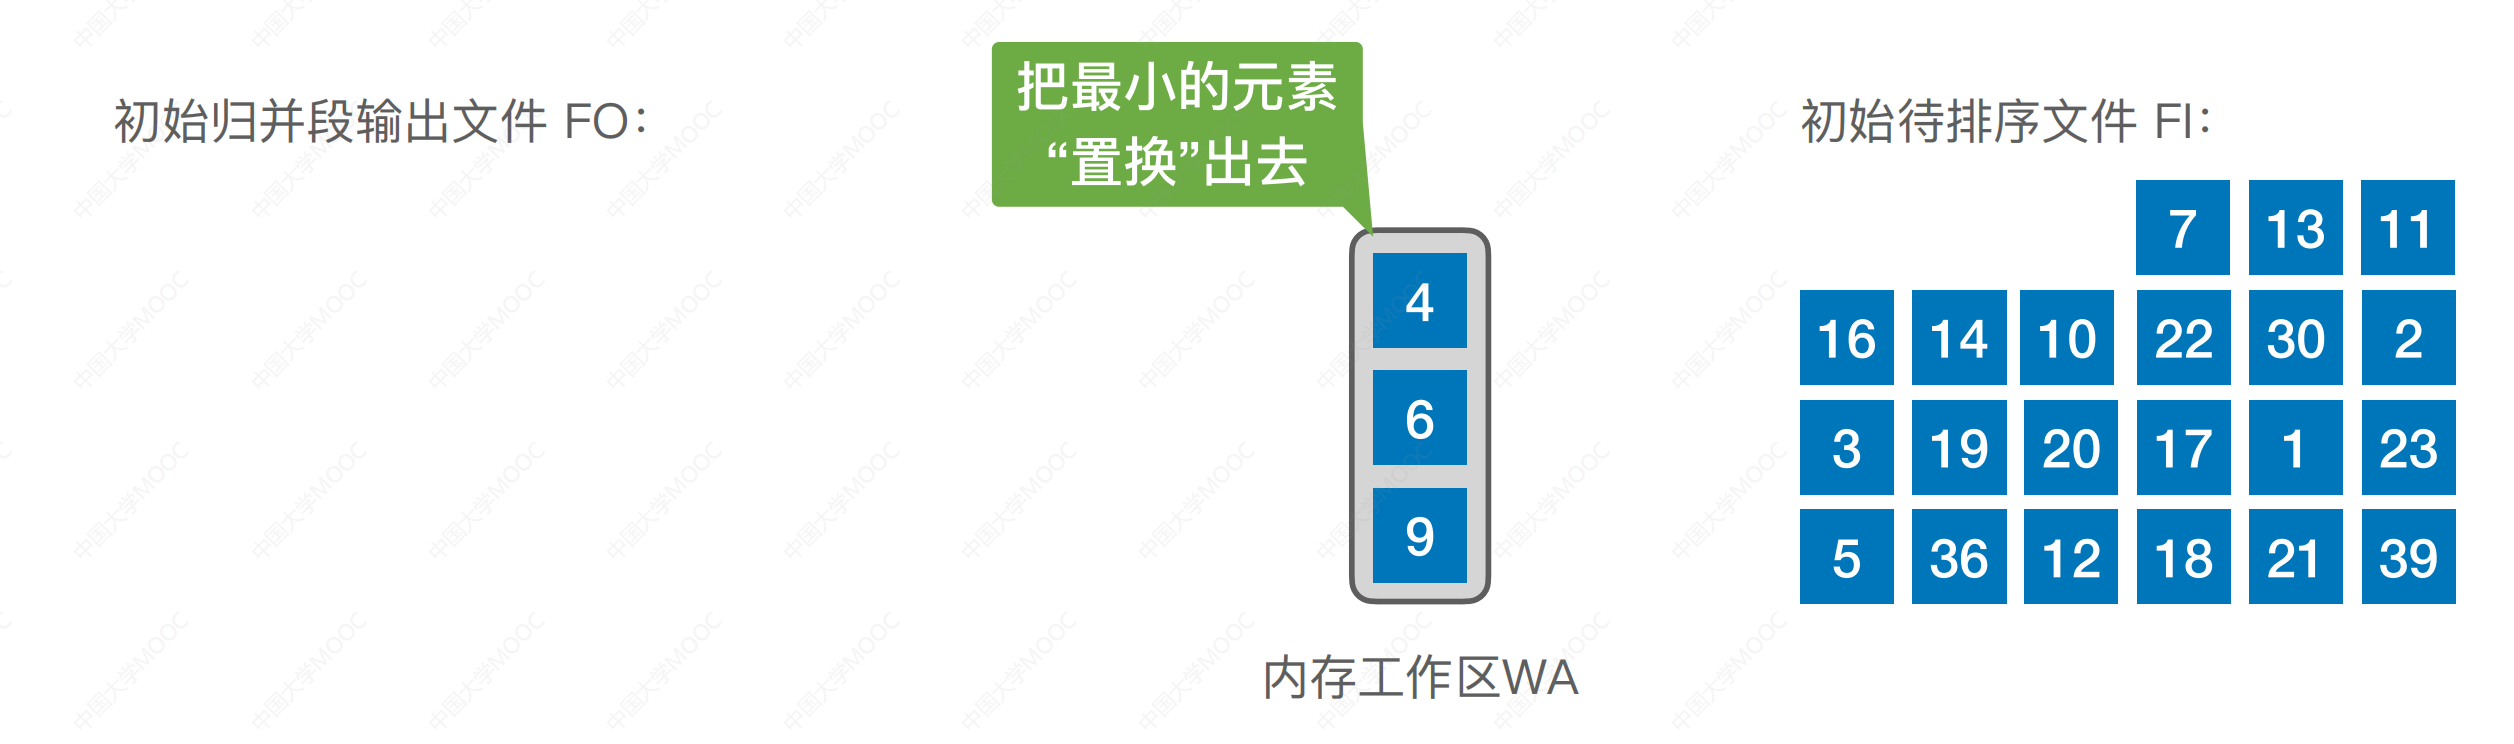 把最小的元素
“置换”出去
初始归并段输出文件 FO：
初始待排序文件 FI：
7 13 11
4
16 14 10 22 30 2
6
3 19 20 17 1 23
9
5 36 12 18 21 39
内存工作区WA
中国大学MOOC